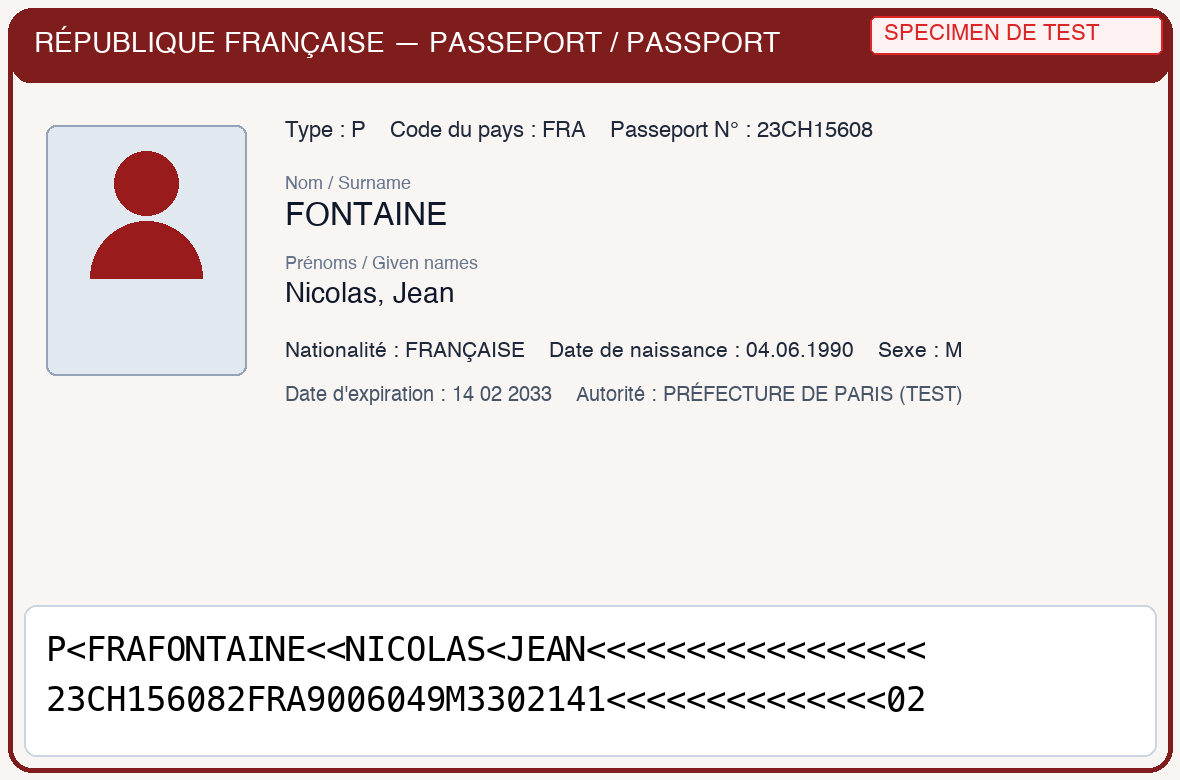 RÉPUBLIQUE FRANÇAISE — PASSEPORT / PASSPORT
SPECIMEN DE TEST
Type : P Code du pays : FRA Passeport N° : 23CH15608
Nom / Surname
FONTAINE
Prénoms / Given names
Nicolas, Jean
Nationalité : FRANÇAISE Date de naissance : 04.06.1990 Sexe : M
Date d'expiration : 14 02 2033 Autorité : PRÉFECTURE DE PARIS (TEST)
P<FRAFONTAINE<<NICOLAS<JEAN<<<<<<<<<<<<<<<<<
23CH156082FRA9006049M3302141<<<<<<<<<<<<<<02